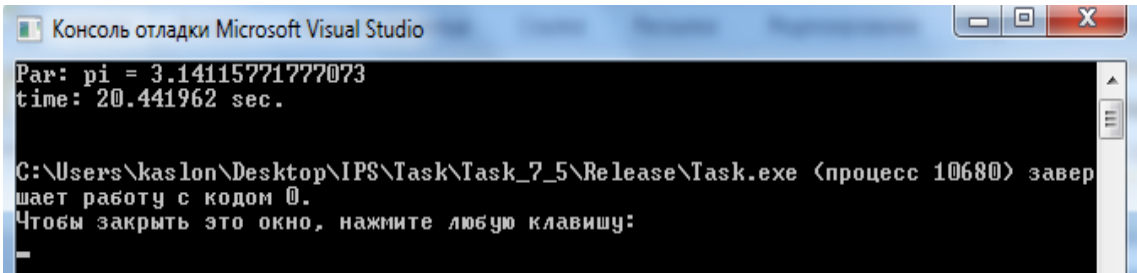 Консоль отладки Microsoft Visual Studio
Par: pi = 3.14115771777073
time: 20.441962 sec.
C:\Users\kaslon\Desktop\IPS\Task\Task_7_5\Release\Task.exe (процесс 10680) завер
шает работу с кодом 0.
Чтобы закрыть это окно, нажмите любую клавишу: